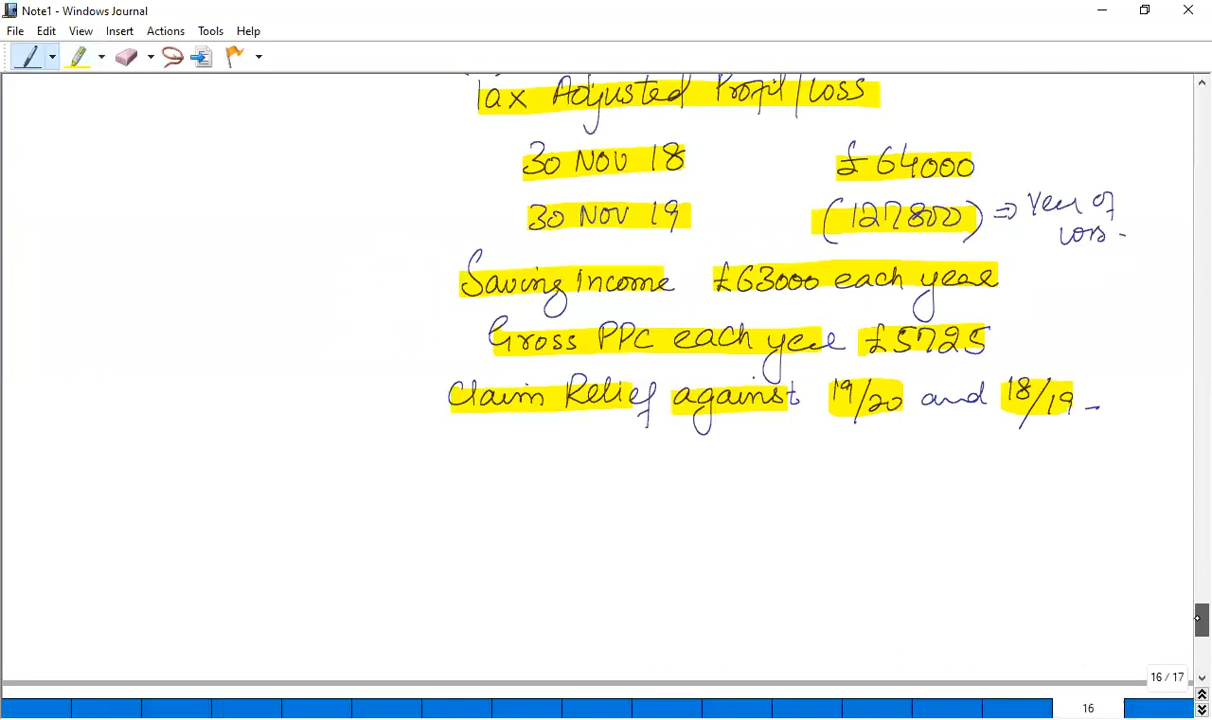 Note1 - Windows Journal
File Edit View Insert Actions Tools Help
Tax Adjusted Profit/Loss
30 NOV 18 £64000
30 NOV 19 (127800) ⇒ Year of
loss -
Saving Income £63000 each year
Gross PPC each year £5725
Claim Relief against 19/20 and 18/19 -
16 / 17
16